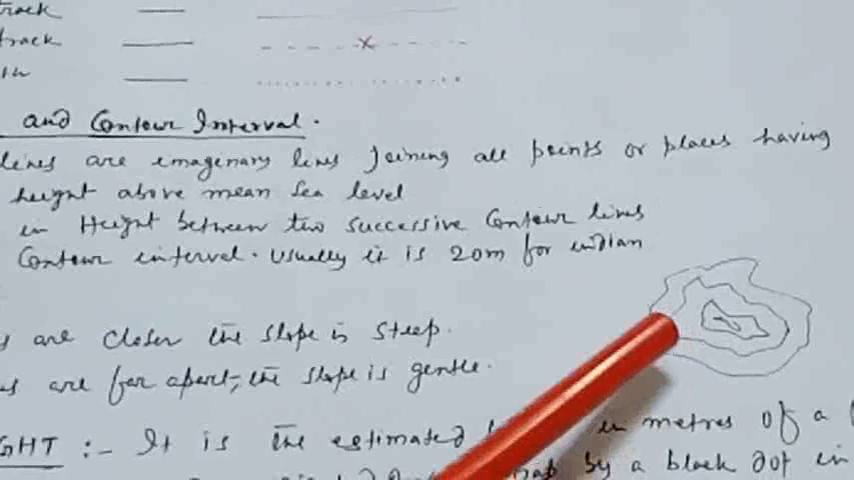 track
track
and Contour Interval.
lines are imagenary lines Joining all points or places having
height above mean Sea level
in Height between two successive Contour lines
Contour interval. Usually it is 20m for indian
are closer the slope is Steep.
are far apart, the slope is gentle.
GHT :- It is the estimated in metres of a
by a black dot in